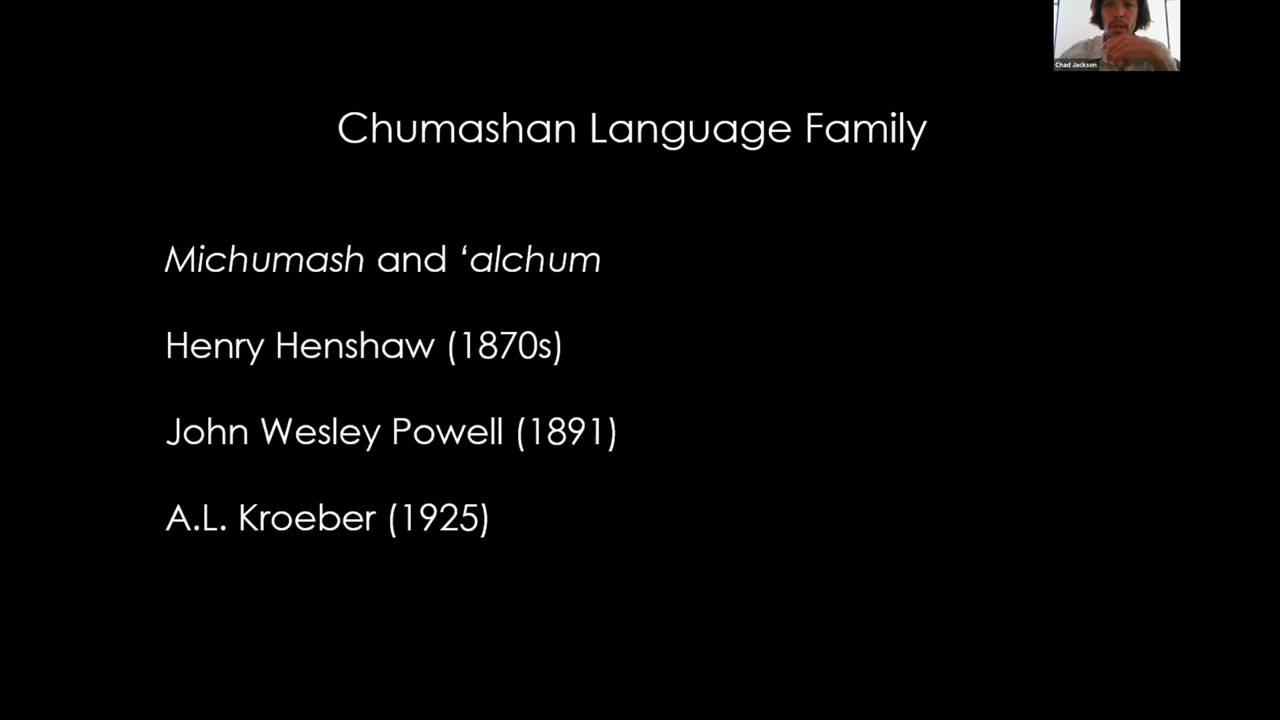 Chad Jackson
Chumashan Language Family
Michumash and ‘alchum
Henry Henshaw (1870s)
John Wesley Powell (1891)
A.L. Kroeber (1925)